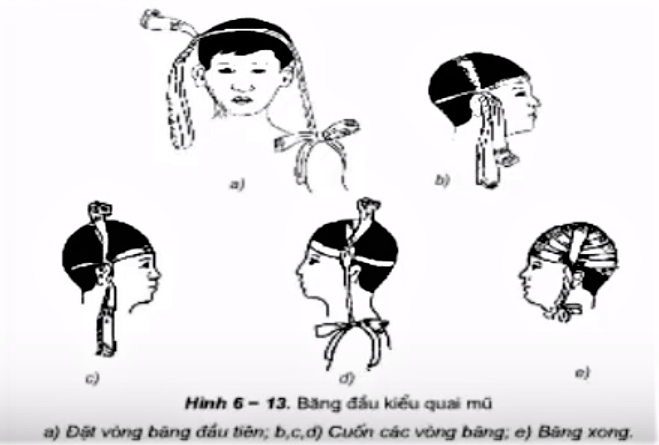 a)
b)
c)
d)
e)
Hình 6 – 13. Băng đầu kiểu quai mũ
a) Đặt vòng băng đầu tiên; b,c,d) Cuốn các vòng băng; e) Băng xong.